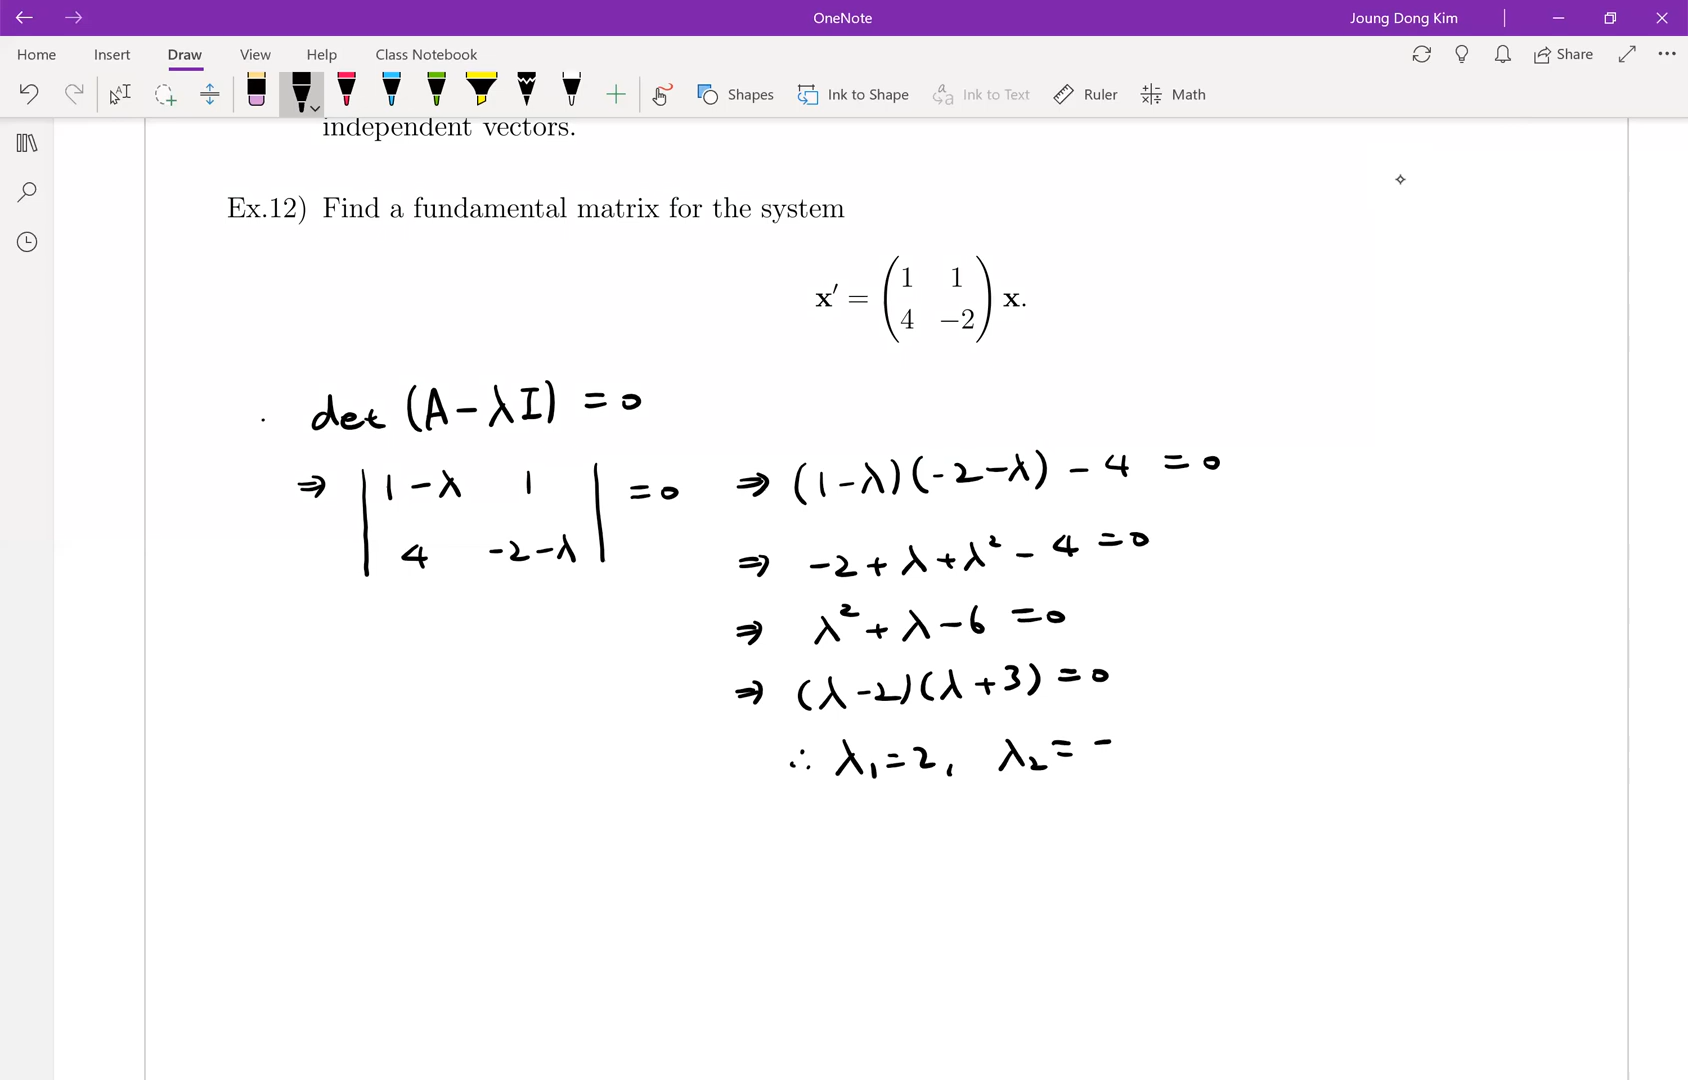 OneNote
Joung Dong Kim
Home Insert Draw View Help Class Notebook
Share
Shapes Ink to Shape Ink to Text Ruler Math
independent vectors.
Ex.12) Find a fundamental matrix for the system
x′ = (1 1
4 −2) x.
det (A − λI) = 0
⇒ | 1 − λ 1
4 -2 − λ | = 0
⇒ (1 − λ)(-2 − λ) − 4 = 0
⇒ -2 + λ + λ² − 4 = 0
⇒ λ² + λ − 6 = 0
⇒ (λ − 2)(λ + 3) = 0
∴ λ₁ = 2, λ₂ = -